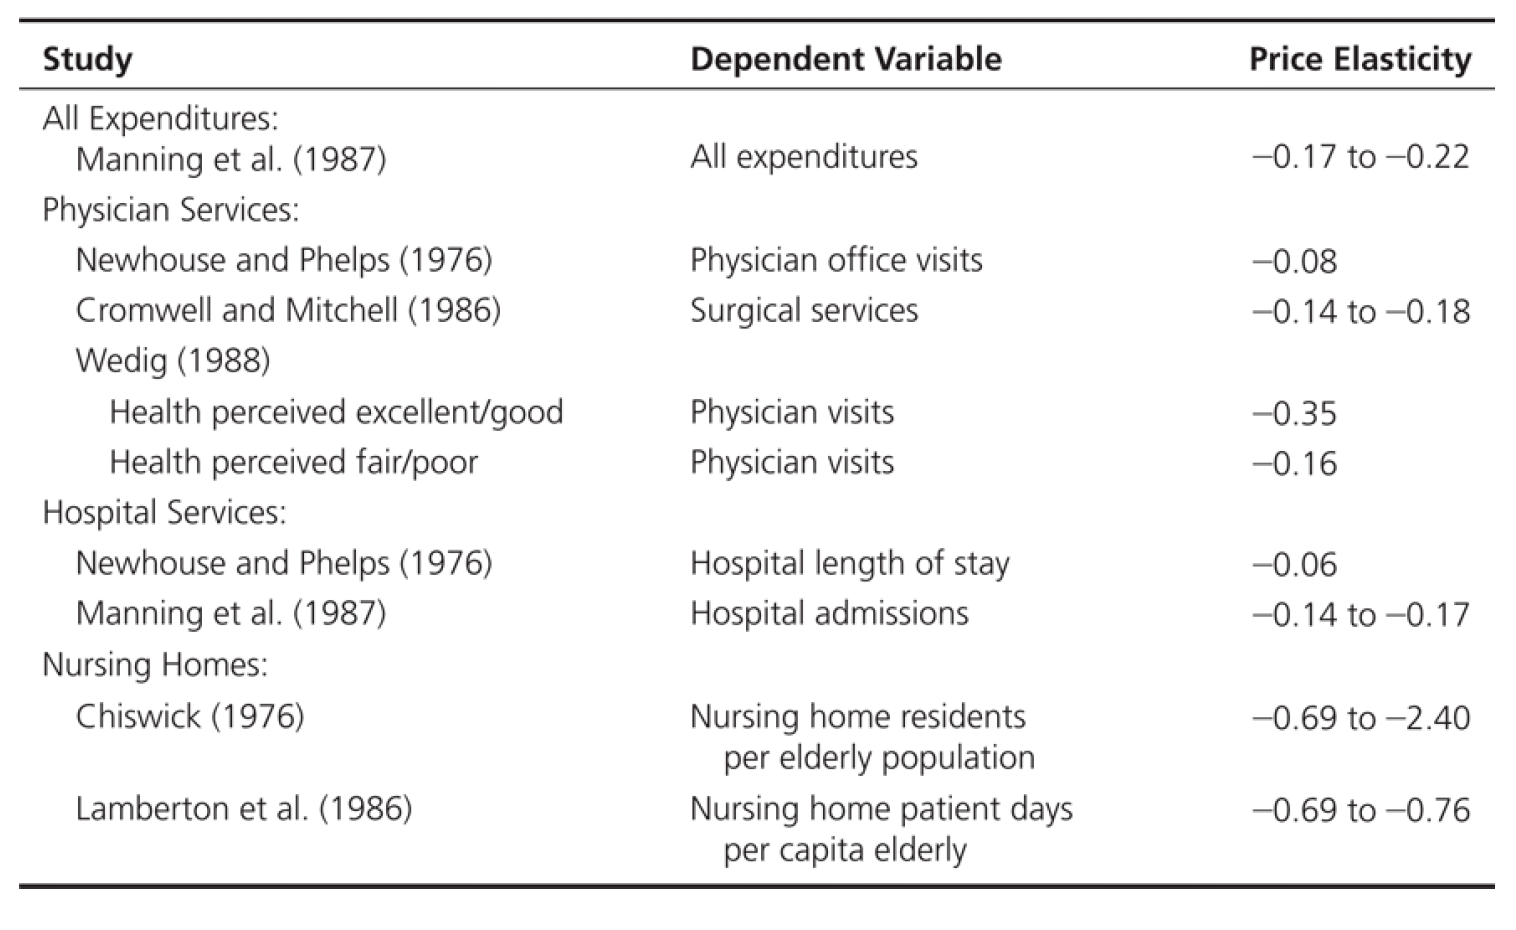 Study Dependent Variable Price Elasticity
All Expenditures:
Manning et al. (1987) All expenditures −0.17 to −0.22
Physician Services:
Newhouse and Phelps (1976) Physician office visits −0.08
Cromwell and Mitchell (1986) Surgical services −0.14 to −0.18
Wedig (1988)
Health perceived excellent/good Physician visits −0.35
Health perceived fair/poor Physician visits −0.16
Hospital Services:
Newhouse and Phelps (1976) Hospital length of stay −0.06
Manning et al. (1987) Hospital admissions −0.14 to −0.17
Nursing Homes:
Chiswick (1976) Nursing home residents −0.69 to −2.40
per elderly population
Lamberton et al. (1986) Nursing home patient days −0.69 to −0.76
per capita elderly